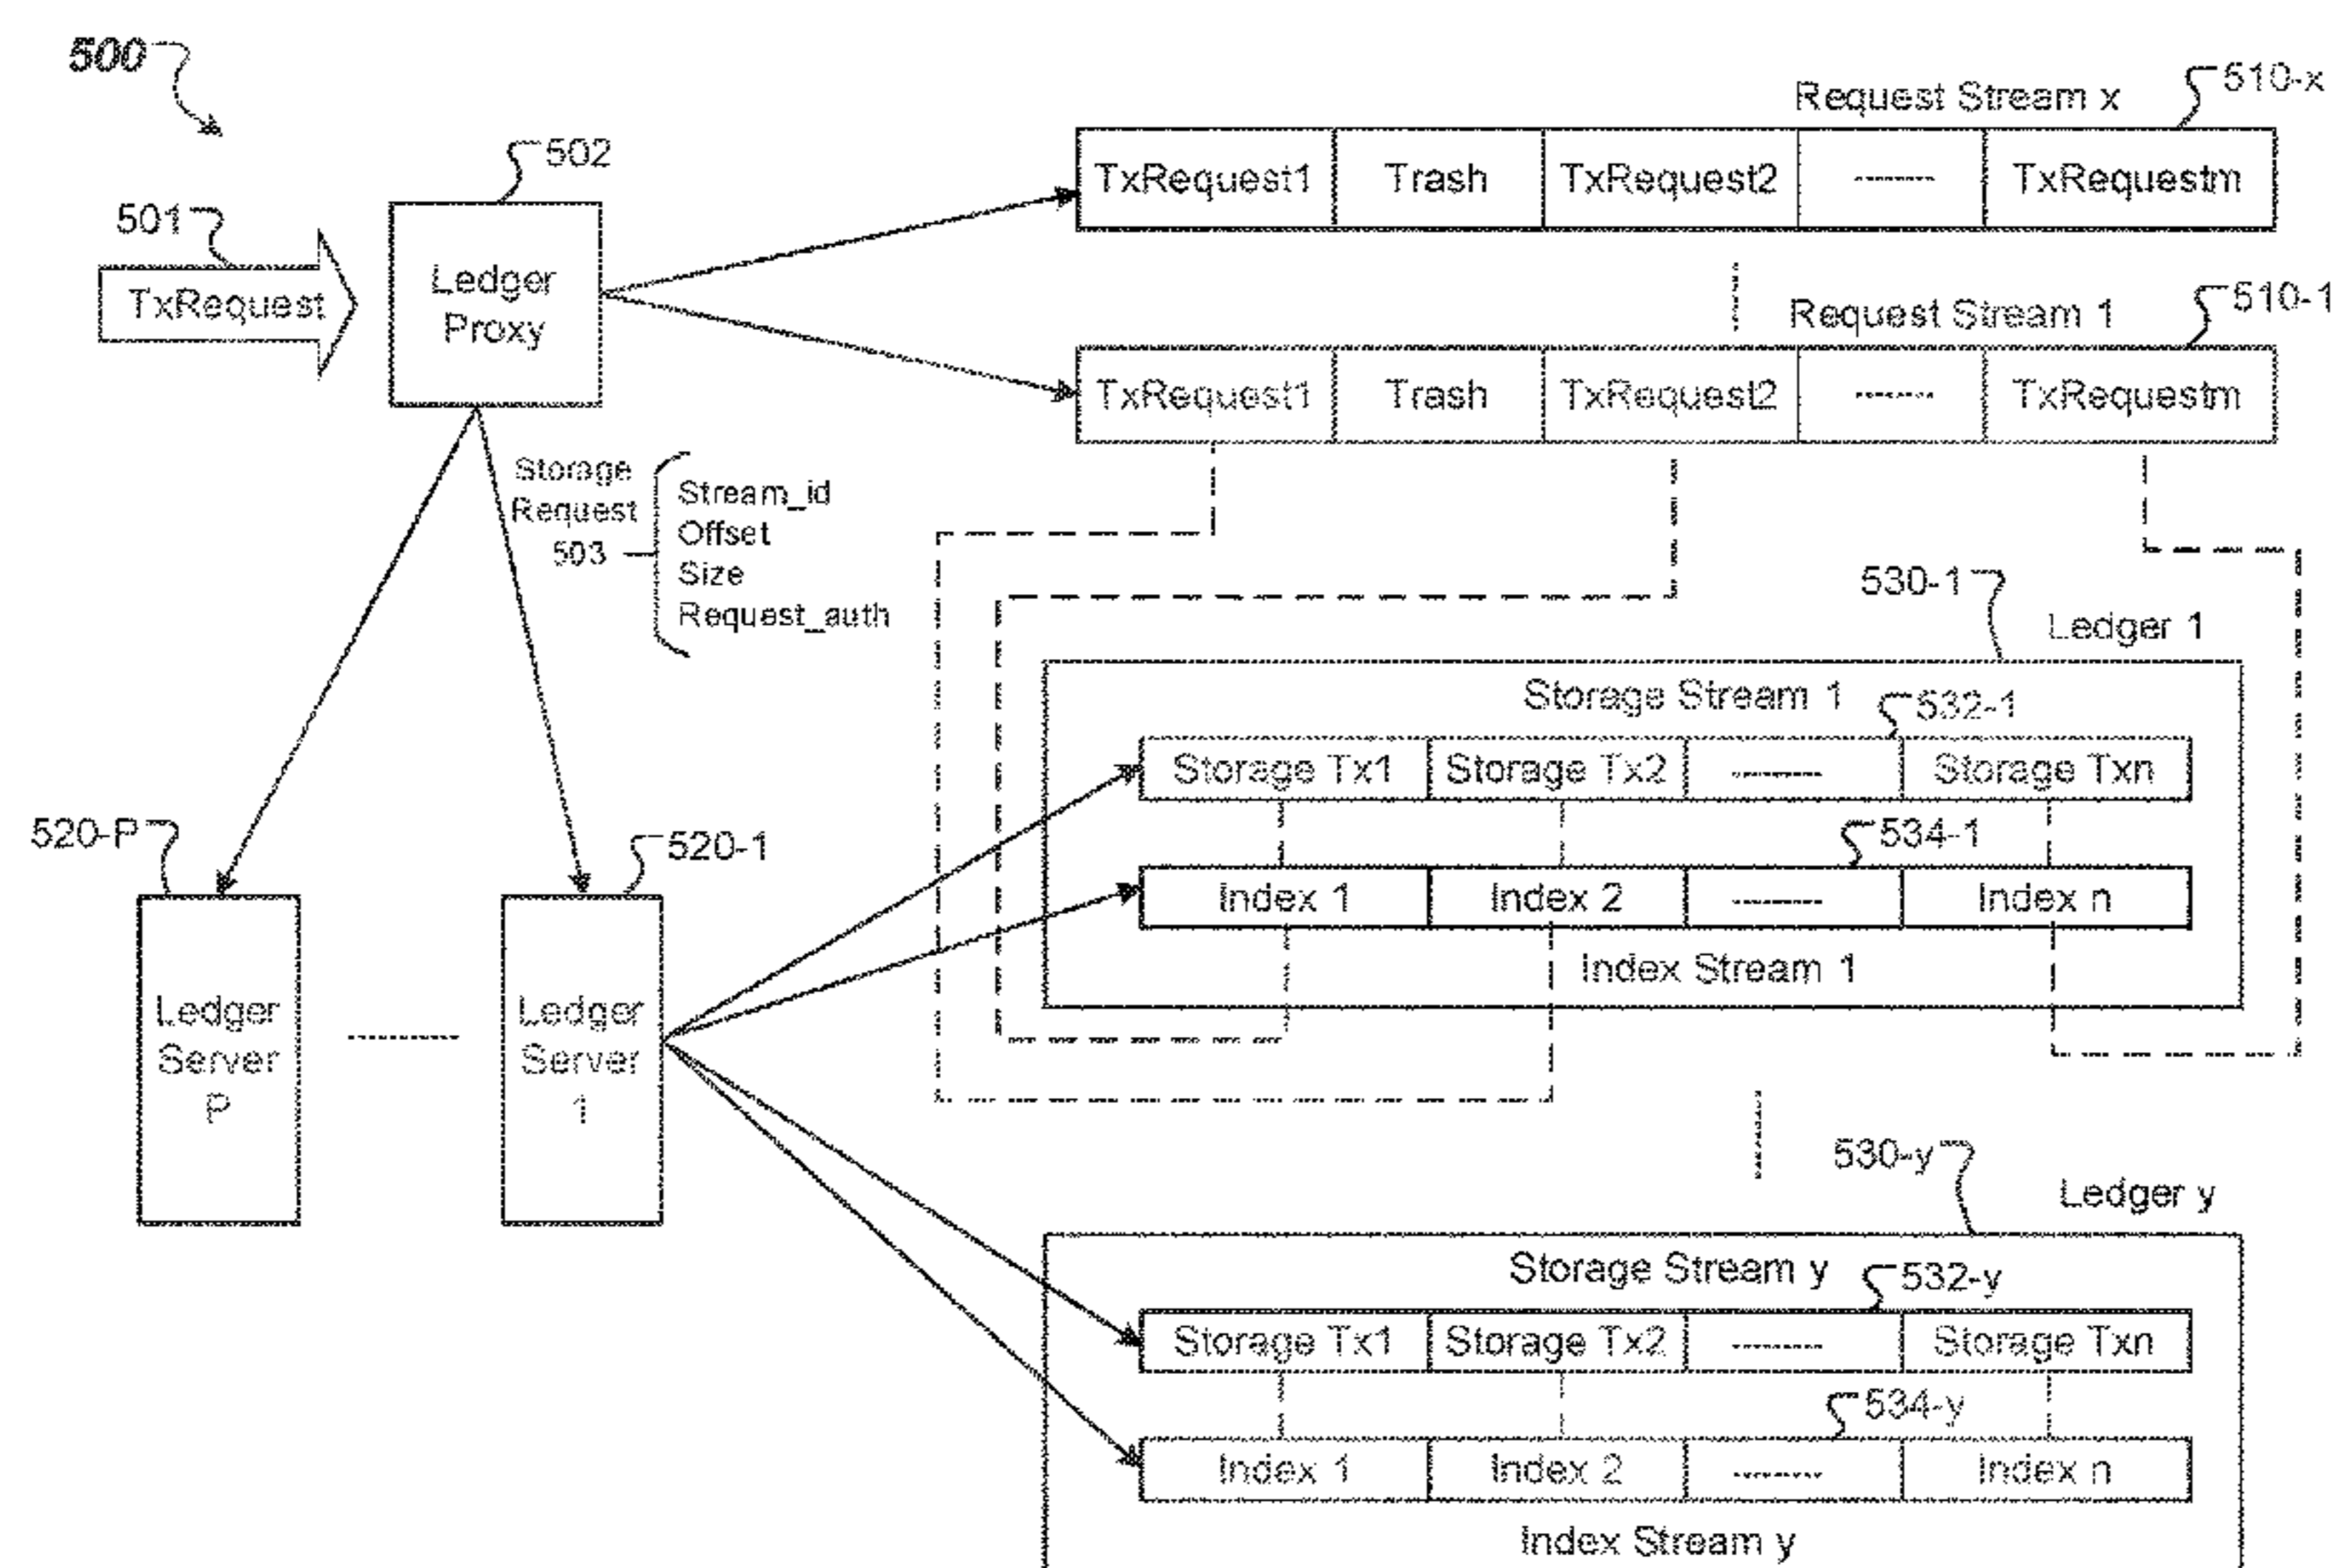 500
510-x
Request Stream x
502
TxRequest1 Trash TxRequest2 TxRequestm
501
TxRequest
Ledger
Proxy
510-1
Request Stream 1
TxRequest1 Trash TxRequest2 TxRequestm
Storage
Request
503
Stream_id
Offset
Size
Request_auth
530-1
Ledger 1
Storage Stream 1
532-1
Storage Tx1 Storage Tx2 Storage Txn
534-1
Index 1 Index 2 Index n
Index Stream 1
520-P
520-1
Ledger
Server
P
Ledger
Server
1
530-y
Ledger y
Storage Stream y
532-y
Storage Tx1 Storage Tx2 Storage Txn
534-y
Index 1 Index 2 Index n
Index Stream y